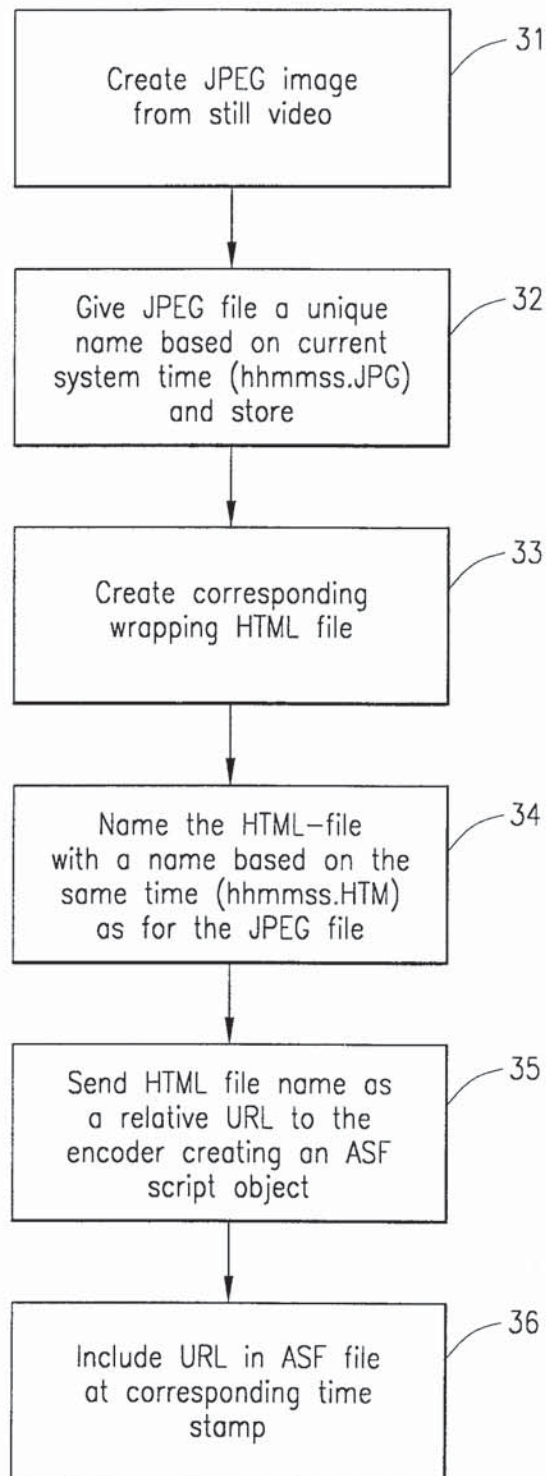 31
Create JPEG image
from still video
32
Give JPEG file a unique
name based on current
system time (hhmmss.JPG)
and store
33
Create corresponding
wrapping HTML file
34
Name the HTML-file
with a name based on the
same time (hhmmss.HTM)
as for the JPEG file
35
Send HTML file name as
a relative URL to the
encoder creating an ASF
script object
36
Include URL in ASF file
at corresponding time
stamp